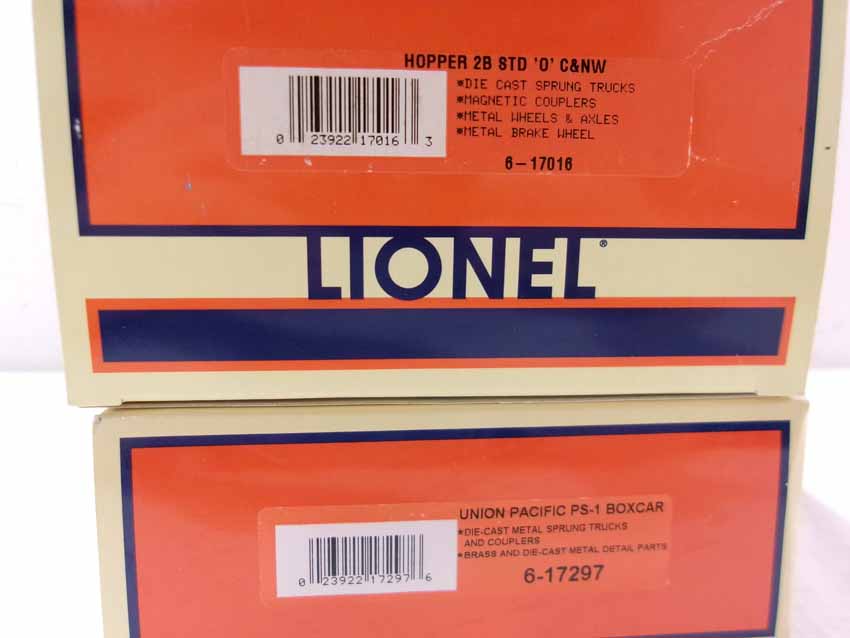 HOPPER 2B STD 'O' C&NW
*DIE CAST SPRUNG TRUCKS
*MAGNETIC COUPLERS
*METAL WHEELS & AXLES
*METAL BRAKE WHEEL
0 23922 17016 3
6-17016
LIONEL®
UNION PACIFIC PS-1 BOXCAR
*DIE-CAST METAL SPRUNG TRUCKS
AND COUPLERS
*BRASS AND DIE-CAST METAL DETAIL PARTS
0 23922 17297 6
6-17297